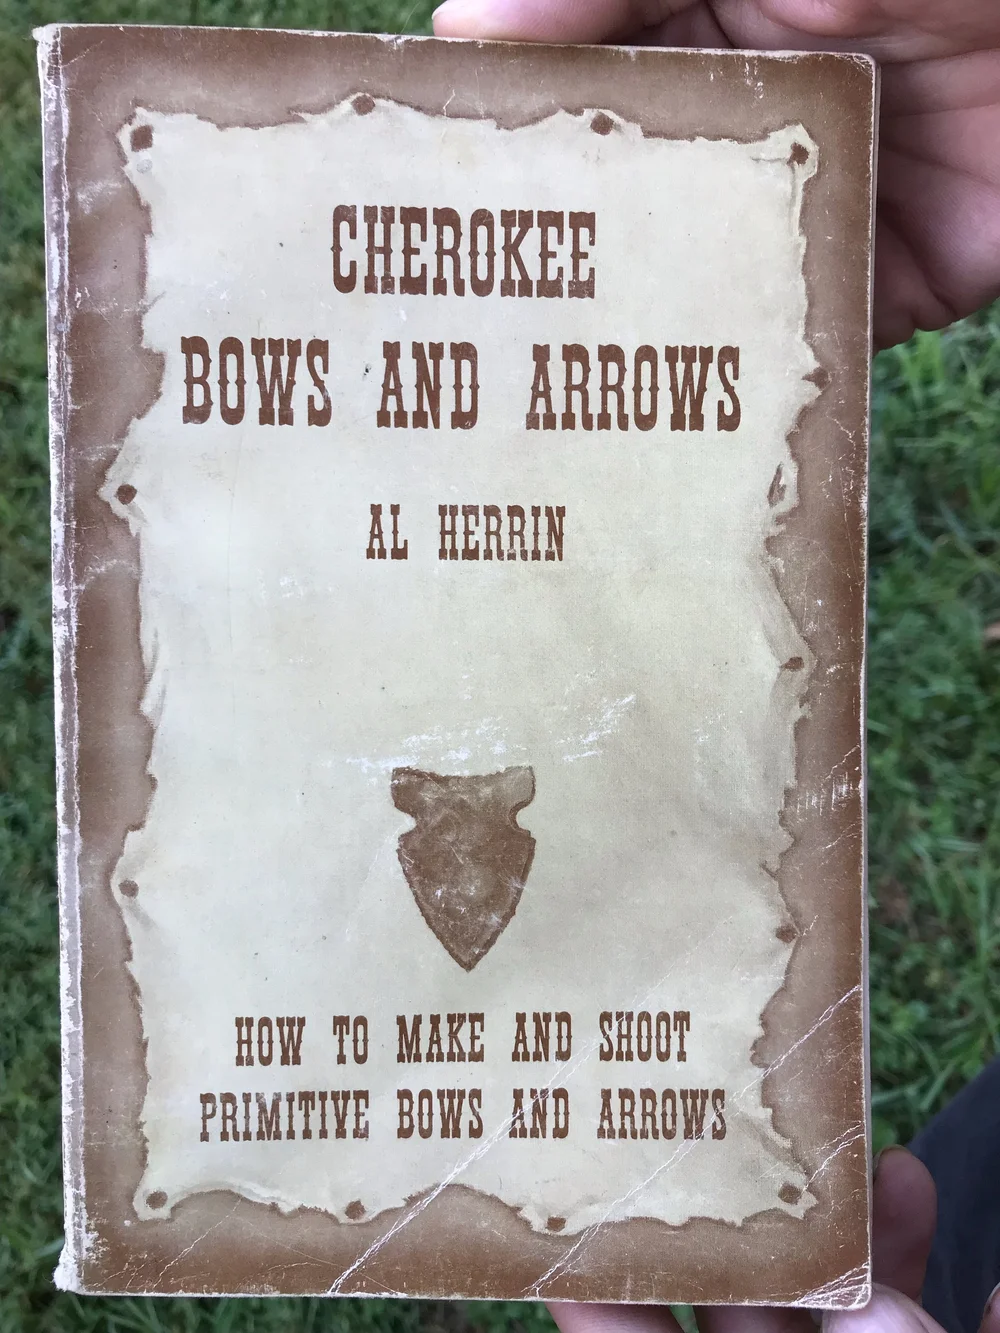 CHEROKEE
BOWS AND ARROWS
AL HERRIN
HOW TO MAKE AND SHOOT
PRIMITIVE BOWS AND ARROWS